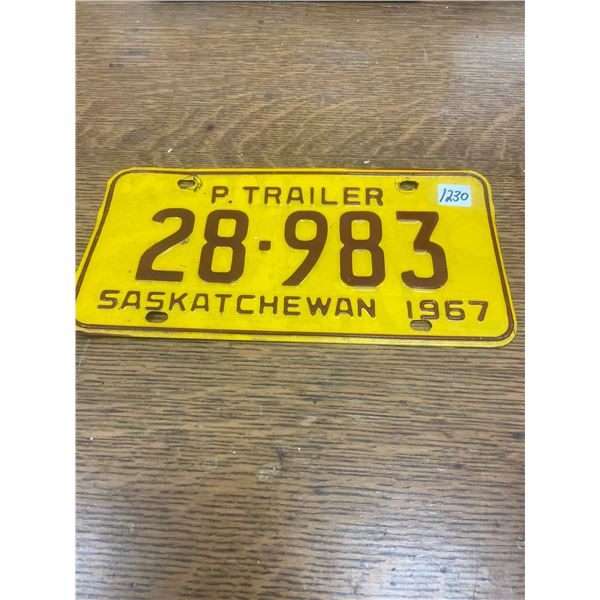 P. TRAILER
1230
28·983
SASKATCHEWAN 1967